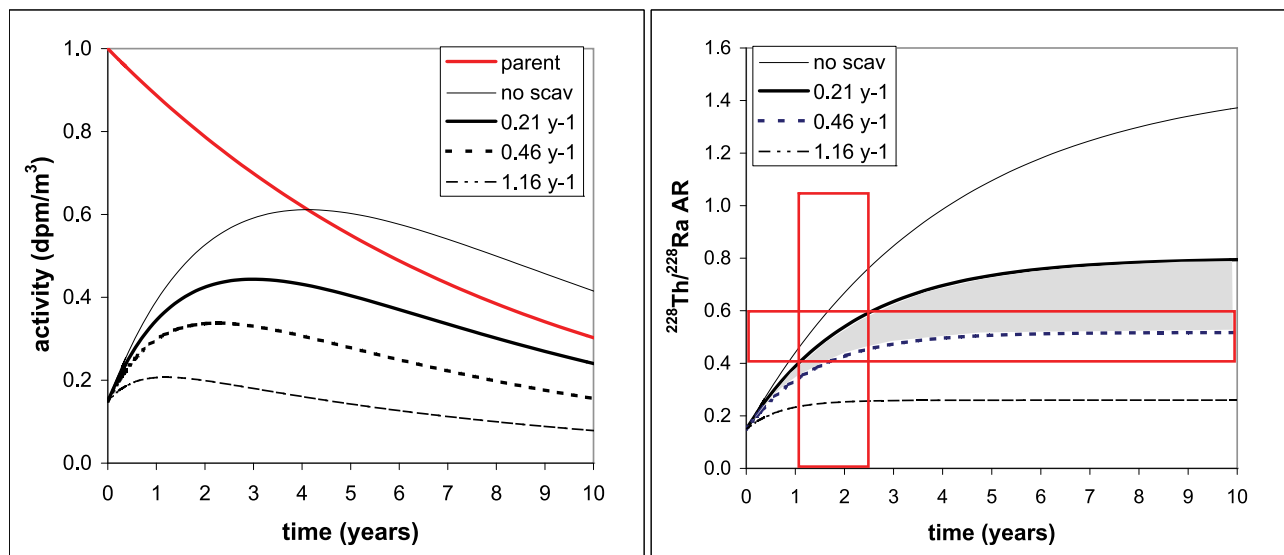 activity (dpm/m³)
1.0
0.8
0.6
0.4
0.2
0.0
parent
no scav
0.21 y-1
0.46 y-1
1.16 y-1
0 1 2 3 4 5 6 7 8 9 10
time (years)
²²⁸Th/²²⁸Ra AR
1.6
1.4
1.2
1.0
0.8
0.6
0.4
0.2
0.0
no scav
0.21 y-1
0.46 y-1
1.16 y-1
0 1 2 3 4 5 6 7 8 9 10
time (years)